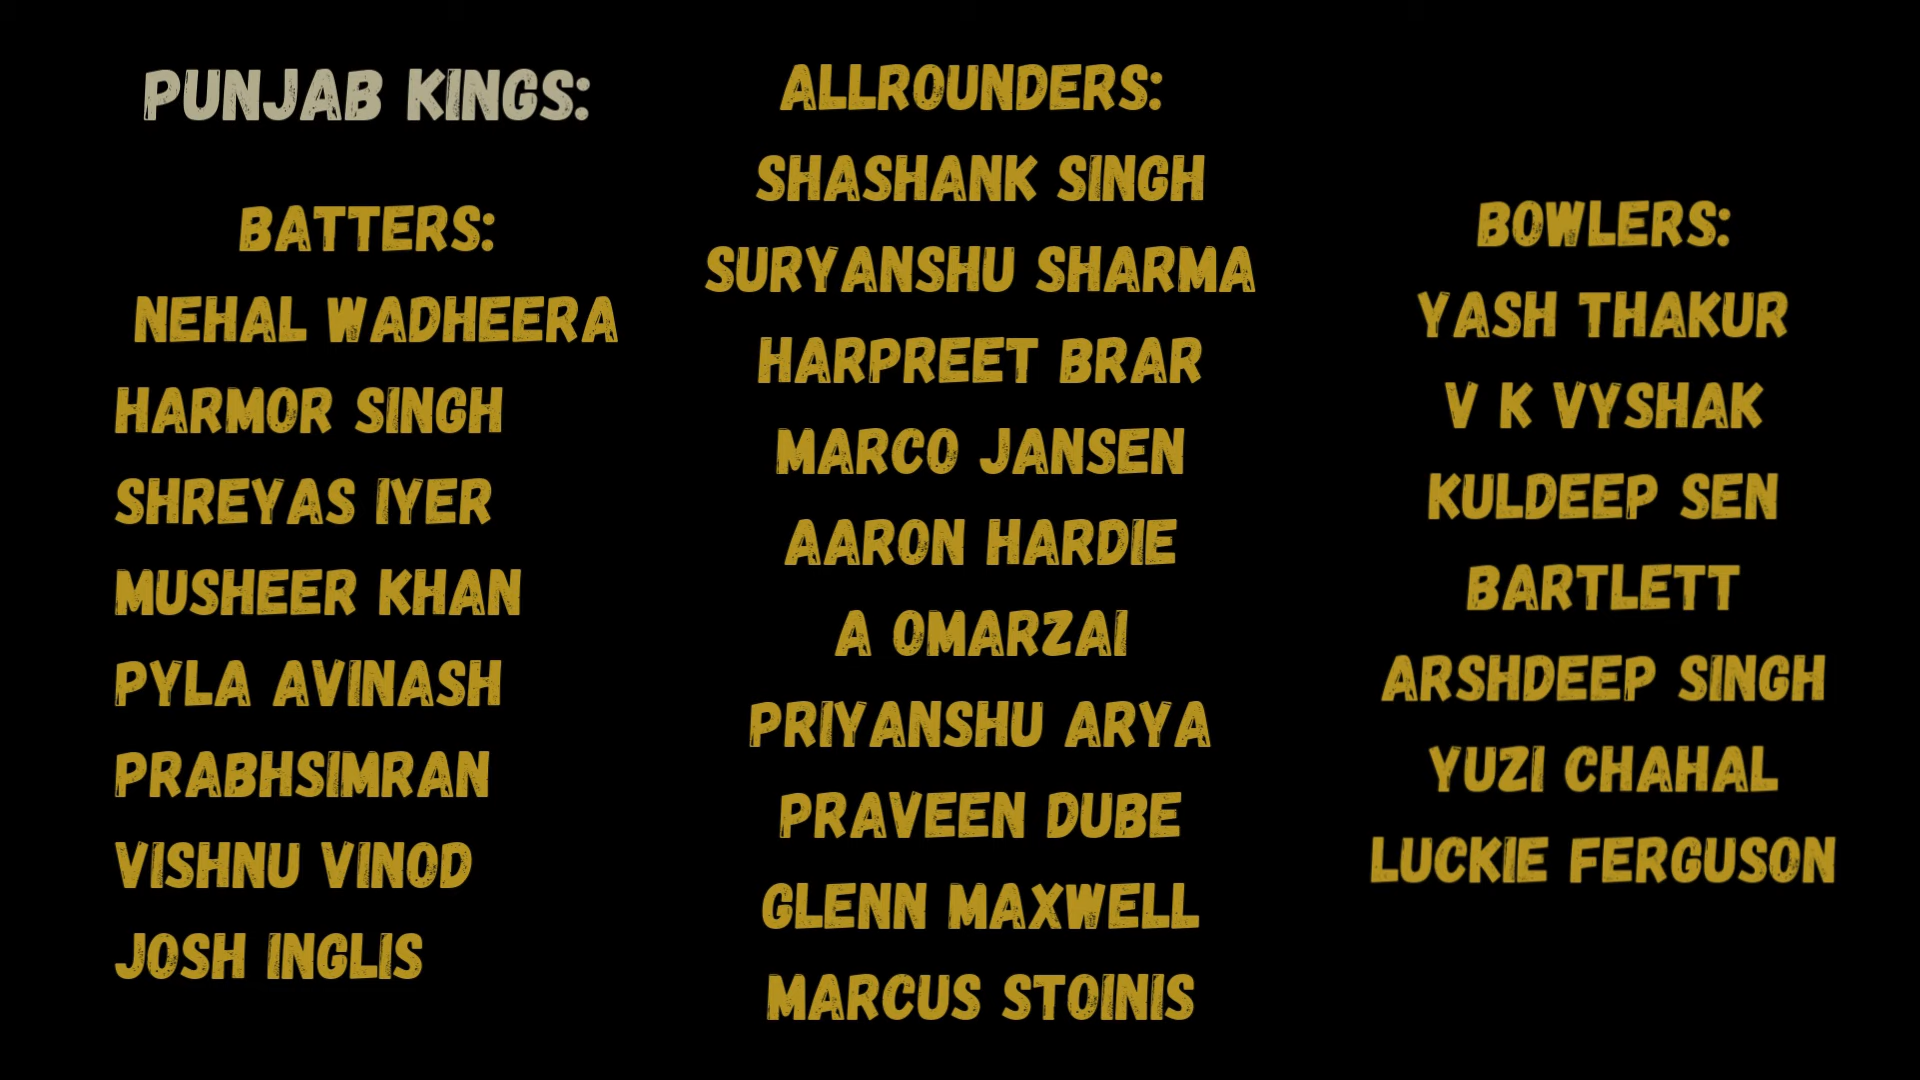 PUNJAB KINGS:
BATTERS:
NEHAL WADHEERA
HARMOR SINGH
SHREYAS IYER
MUSHEER KHAN
PYLA AVINASH
PRABHSIMRAN
VISHNU VINOD
JOSH INGLIS
ALLROUNDERS:
SHASHANK SINGH
SURYANSHU SHARMA
HARPREET BRAR
MARCO JANSEN
AARON HARDIE
A OMARZAI
PRIYANSHU ARYA
PRAVEEN DUBE
GLENN MAXWELL
MARCUS STOINIS
BOWLERS:
YASH THAKUR
V K VYSHAK
KULDEEP SEN
BARTLETT
ARSHDEEP SINGH
YUZI CHAHAL
LUCKIE FERGUSON